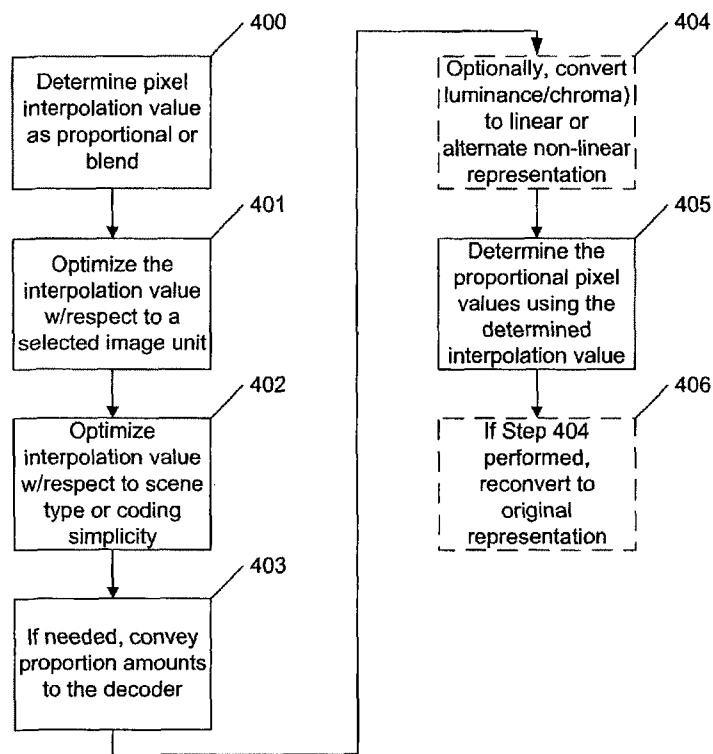 400
Determine pixel
interpolation value
as proportional or
blend
401
Optimize the
interpolation value
w/respect to a
selected image unit
402
Optimize
interpolation value
w/respect to scene
type or coding
simplicity
403
If needed, convey
proportion amounts
to the decoder
404
Optionally, convert
luminance/chroma)
to linear or
alternate non-linear
representation
405
Determine the
proportional pixel
values using the
determined
interpolation value
406
If Step 404
performed,
reconvert to
original
representation